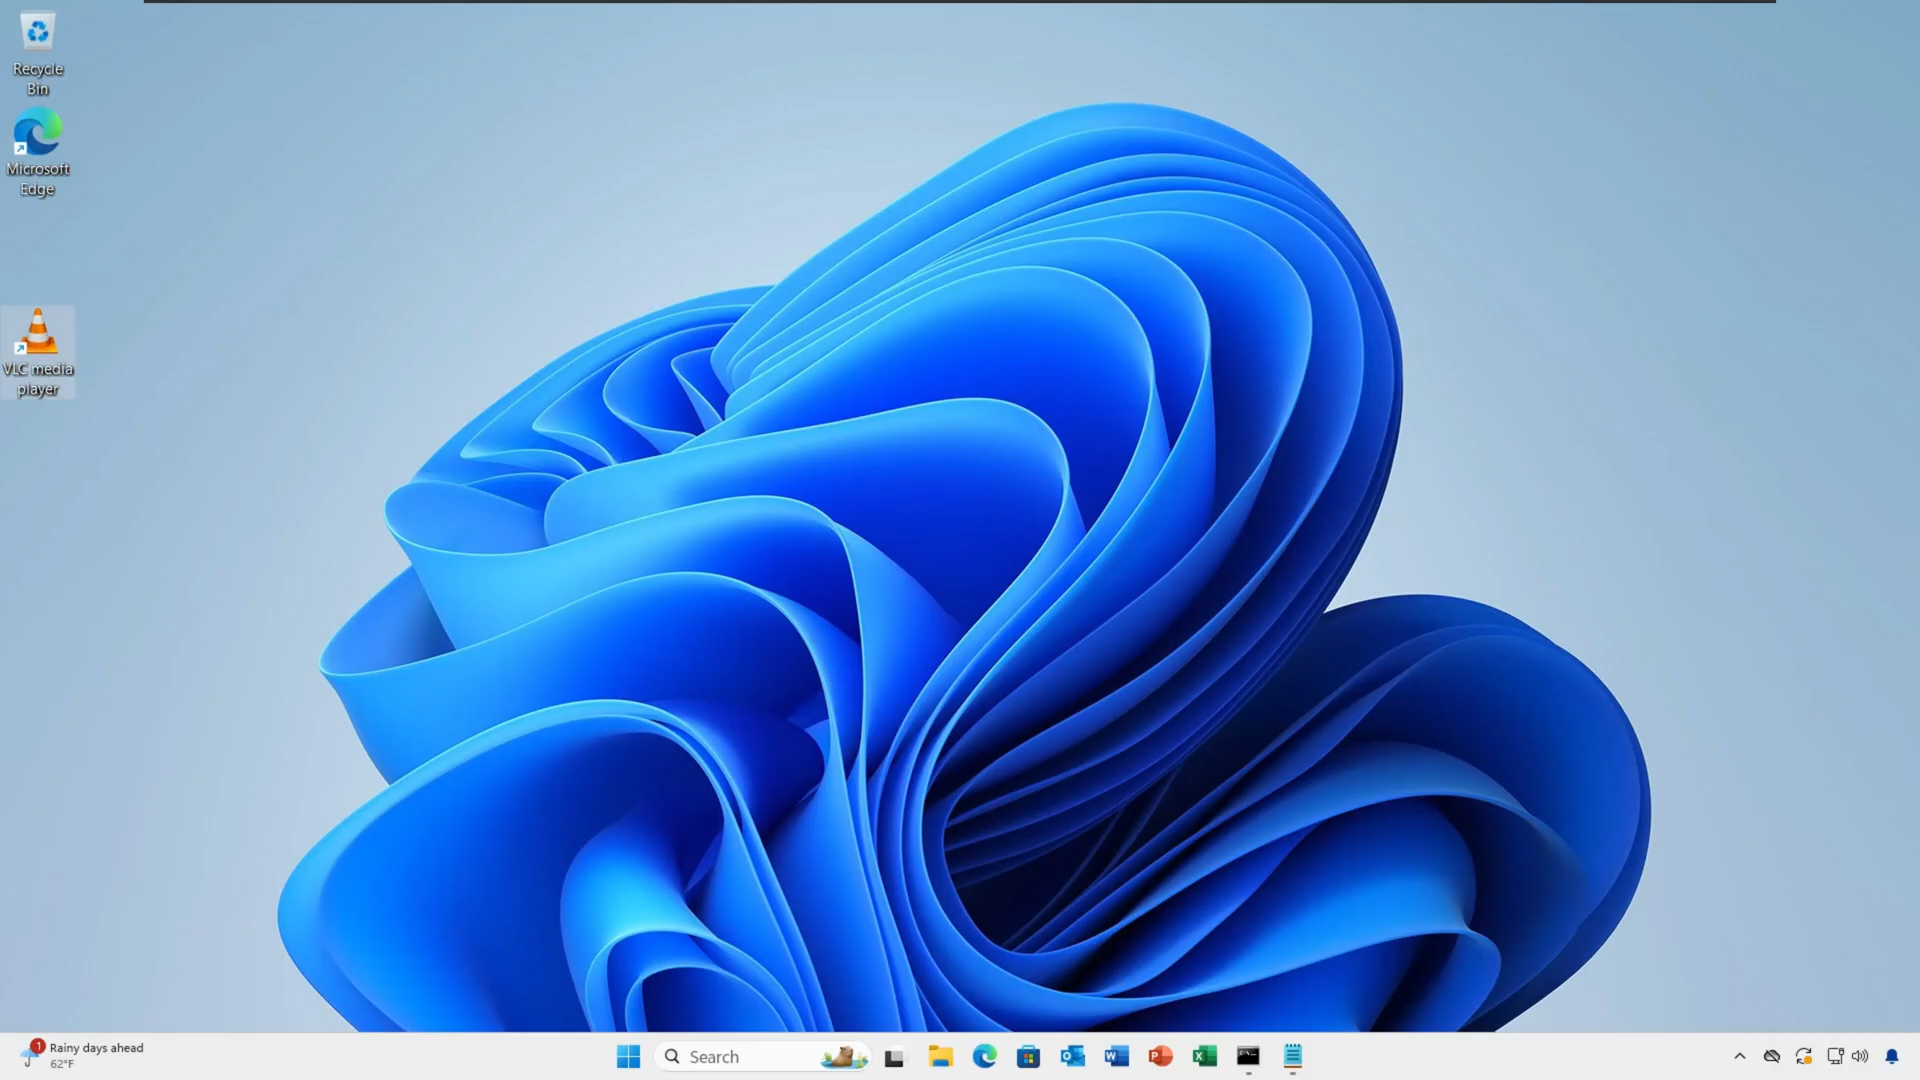 Recycle
Bin
Microsoft
Edge
VLC media
player
1
Rainy days ahead
62°F
Search